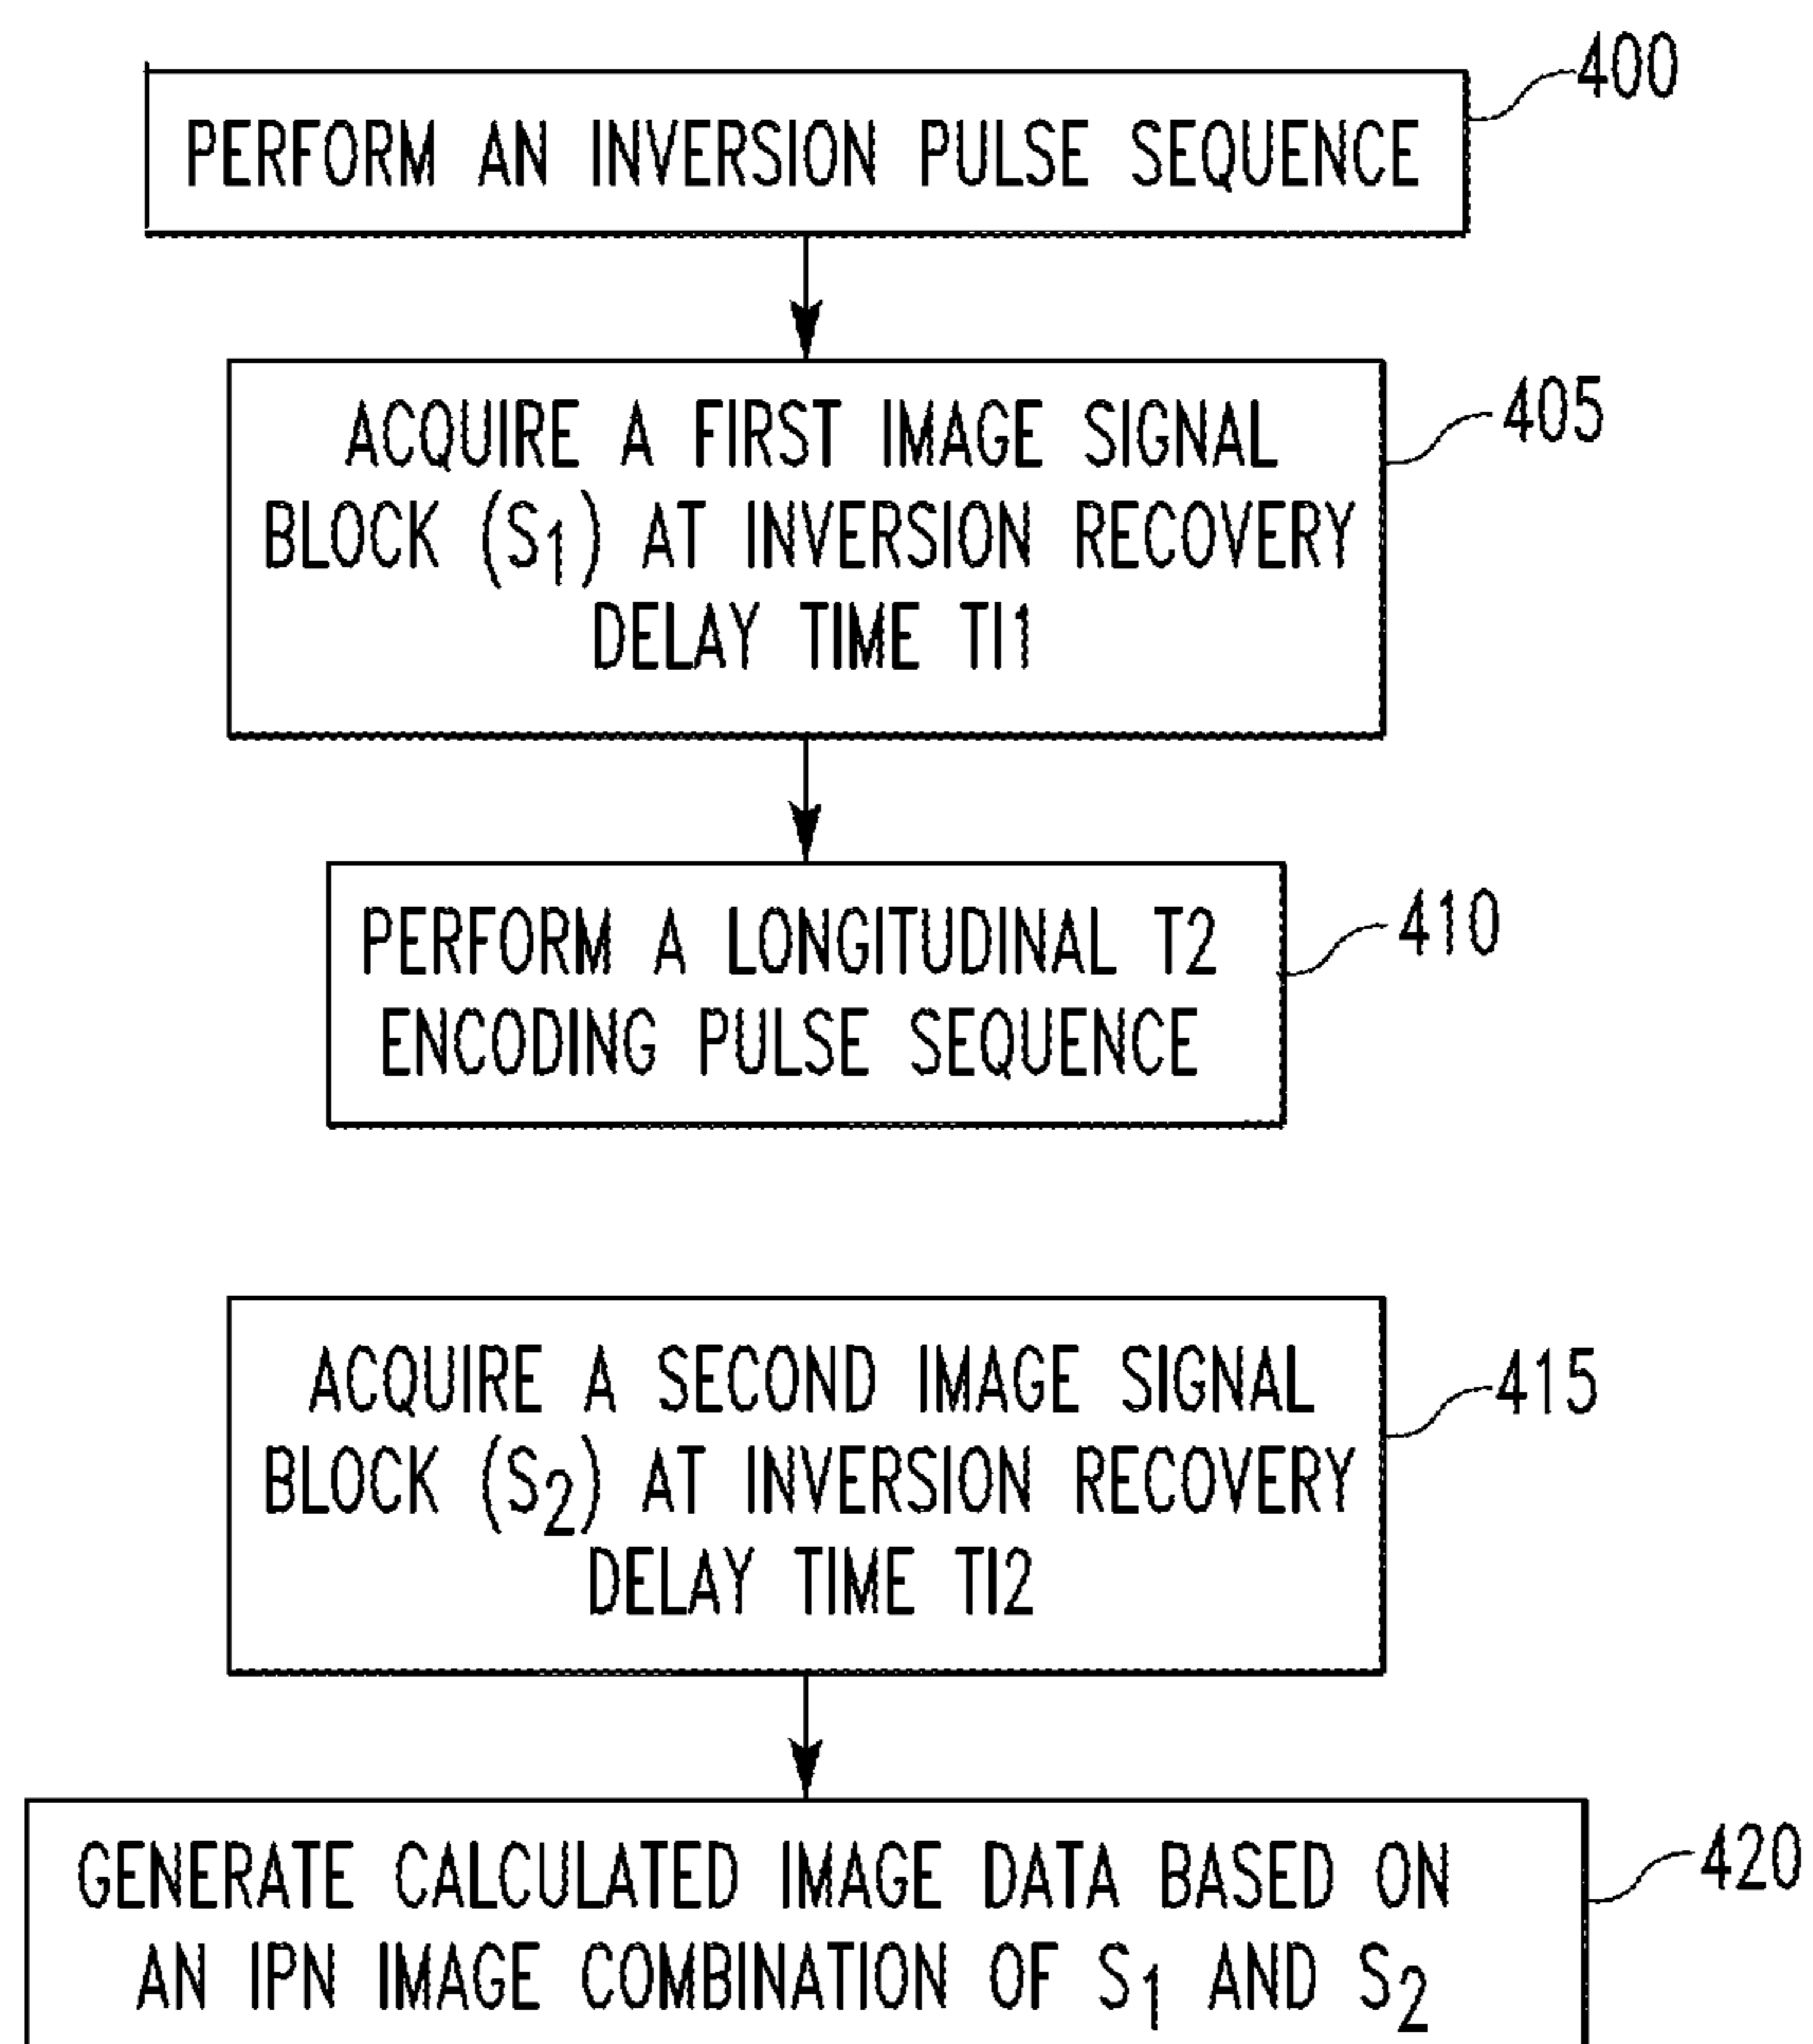 400
PERFORM AN INVERSION PULSE SEQUENCE
405
ACQUIRE A FIRST IMAGE SIGNAL
BLOCK (S1) AT INVERSION RECOVERY
DELAY TIME TI1
410
PERFORM A LONGITUDINAL T2
ENCODING PULSE SEQUENCE
415
ACQUIRE A SECOND IMAGE SIGNAL
BLOCK (S2) AT INVERSION RECOVERY
DELAY TIME TI2
420
GENERATE CALCULATED IMAGE DATA BASED ON
AN IPN IMAGE COMBINATION OF S1 AND S2